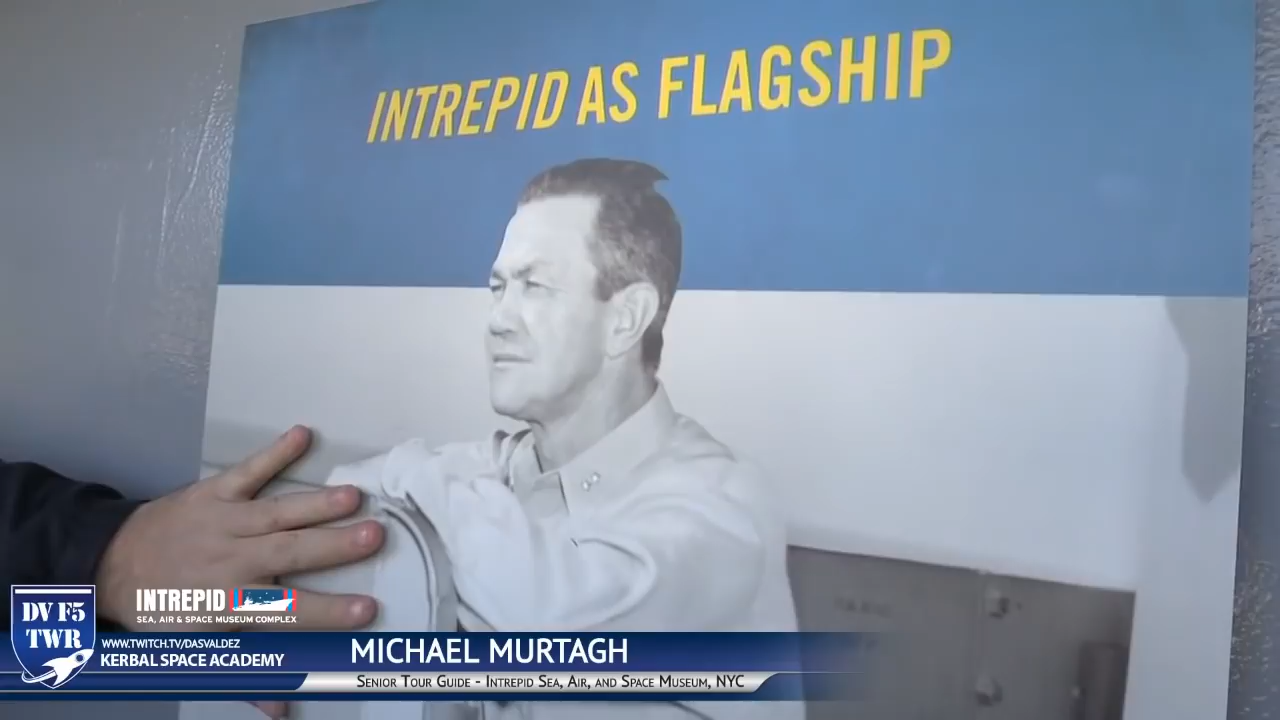 INTREPID AS FLAGSHIP
DV F5
TWR
INTREPID
SEA, AIR & SPACE MUSEUM COMPLEX
WWW.TWITCH.TV/DASVALDEZ
KERBAL SPACE ACADEMY
MICHAEL MURTAGH
SENIOR TOUR GUIDE - INTREPID SEA, AIR, AND SPACE MUSEUM, NYC